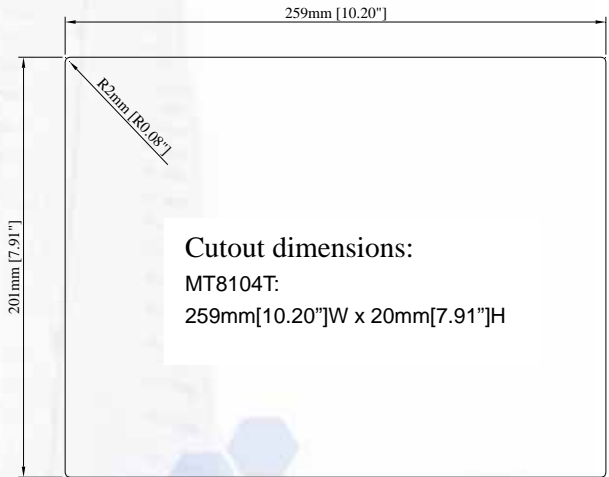 259mm [10.20"]
R2mm [R0.08"]
201mm [7.91"]
Cutout dimensions:
MT8104T:
259mm[10.20”]W x 20mm[7.91”]H